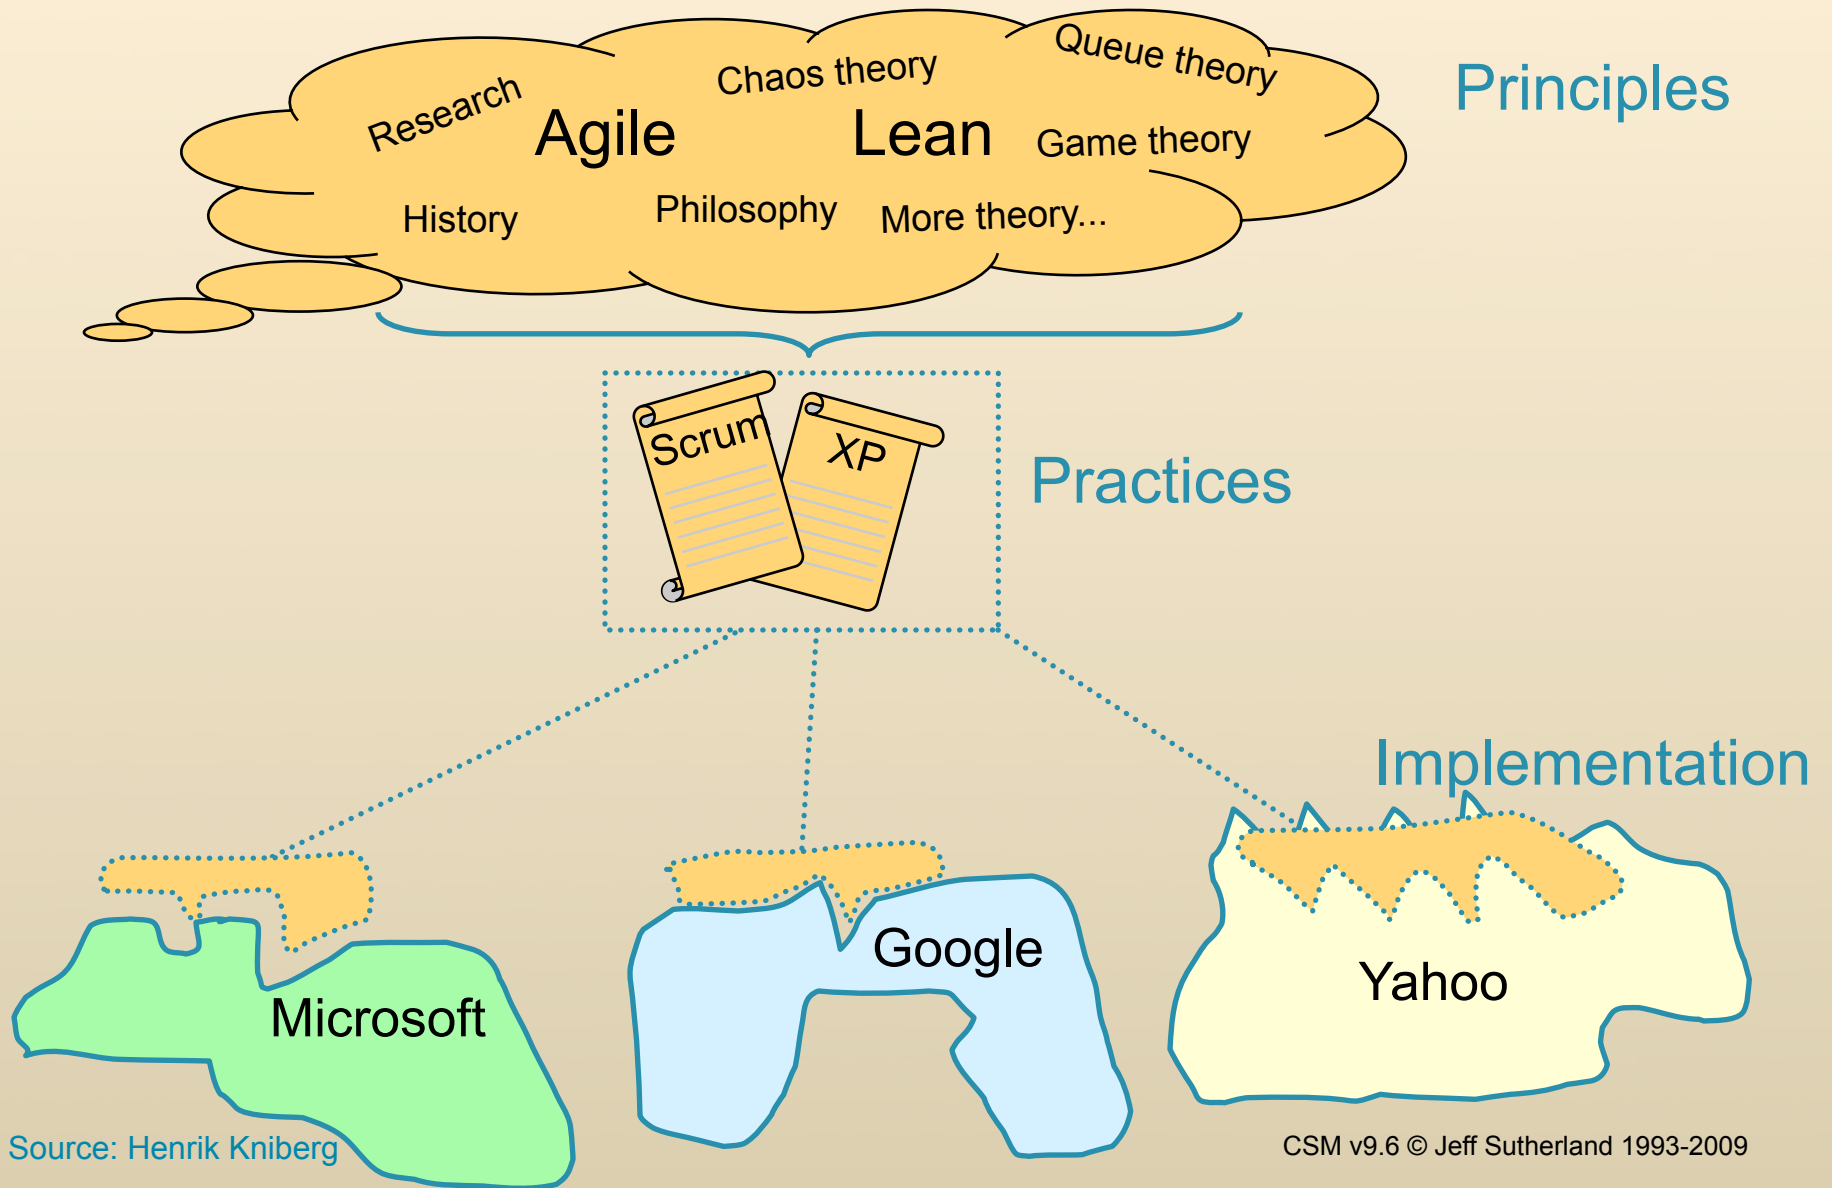 Queue theory
Chaos theory
Principles
Research
Agile
Lean
Game theory
History
Philosophy
More theory...
Scrum
XP
Practices
Implementation
Google
Yahoo
Microsoft
Source: Henrik Kniberg
CSM v9.6 © Jeff Sutherland 1993-2009